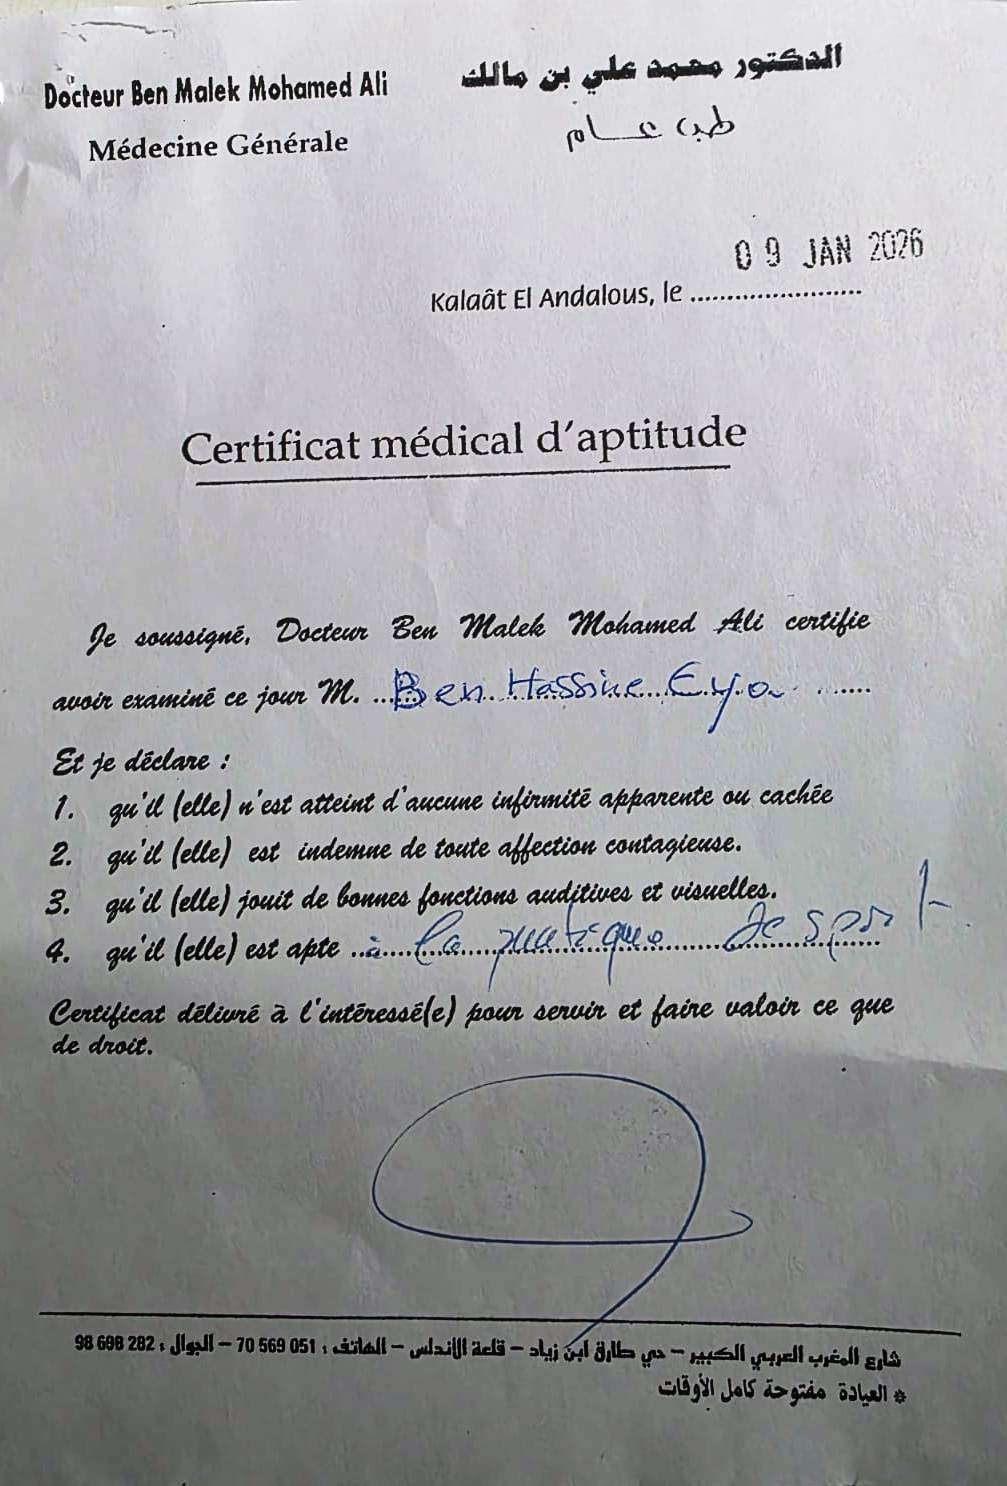 Docteur Ben Malek Mohamed Ali
Médecine Générale
الدكتور محمد علي بن مالك
طب عام
09 JAN 2026
Kalaât El Andalous, le ........................
Certificat médical d'aptitude
Je soussigné, Docteur Ben Malek Mohamed Ali certifie
avoir examiné ce jour M. ... Ben Hassine Eya ......
Et je déclare :
1. qu'il (elle) n'est atteint d'aucune infirmité apparente ou cachée
2. qu'il (elle) est indemne de toute affection contagieuse.
3. qu'il (elle) jouit de bonnes fonctions auditives et visuelles.
4. qu'il (elle) est apte ..à.... la pratique de sport
Certificat délivré à l'intéressé(e) pour servir et faire valoir ce que
de droit.
شارع المغرب العربي الكبير – حي طارق ابن زياد – قلعة الأندلس – الهاتف : 051 569 70 – الجوال : 282 698 98
* العيادة مفتوحة كامل الأوقات